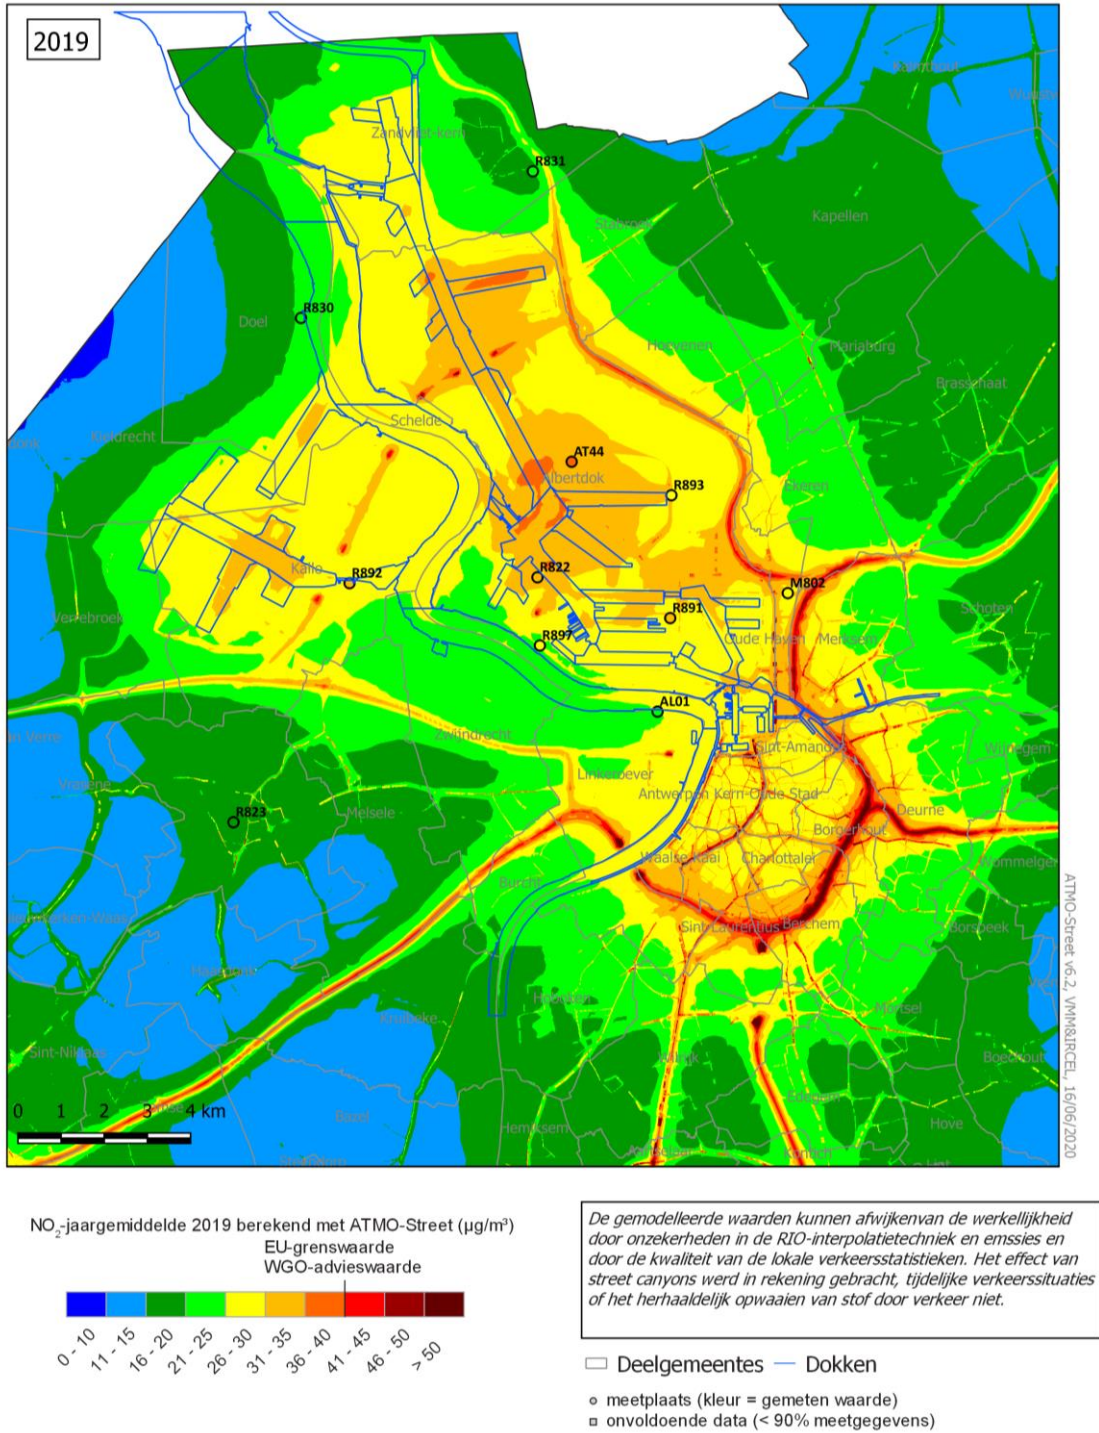 2019
Kalmthout
Zandvliet-kern
R831
Stabroek
Kapellen
R830
Doel
Hoevenen
Mariaburg
Brasschaat
Schelde
Kieldrecht
AT44
Albertdok
R893
Ekeren
R892
Kallo
R822
M802
Verrebroek
R891
Schoten
R897
Oude Haven
Merksem
AL01
Zwijndrecht
Sint-Amandus
Wijnegem
Vrasene
Linkeroever
Antwerpen Kern-Oude Stad
Deurne
R823
Melsele
Borgerhout
Waalse Kaai
Charlottalei
Burcht
Sint-Laurentius
Berchem
Borsbeek
Haasdonk
Hoboken
Mortsel
Kruibeke
Sint-Niklaas
Wilrijk
Boechout
Edegem
Bazel
Hemiksem
Hove
Kontich
0 1 2 3 4 km
ATMO-Street v6.2, VMM&IRCEL, 16/06/2020
NO₂-jaargemiddelde 2019 berekend met ATMO-Street (µg/m³)
EU-grenswaarde
WGO-advieswaarde
0 - 10
11 - 15
16 - 20
21 - 25
26 - 30
31 - 35
36 - 40
41 - 45
46 - 50
> 50
De gemodelleerde waarden kunnen afwijkenvan de werkelijkheid
door onzekerheden in de RIO-interpolatietechniek en emssies en
door de kwaliteit van de lokale verkeersstatistieken. Het effect van
street canyons werd in rekening gebracht, tijdelijke verkeerssituaties
of het herhaaldelijk opwaaien van stof door verkeer niet.
Deelgemeentes
Dokken
meetplaats (kleur = gemeten waarde)
onvoldoende data (< 90% meetgegevens)